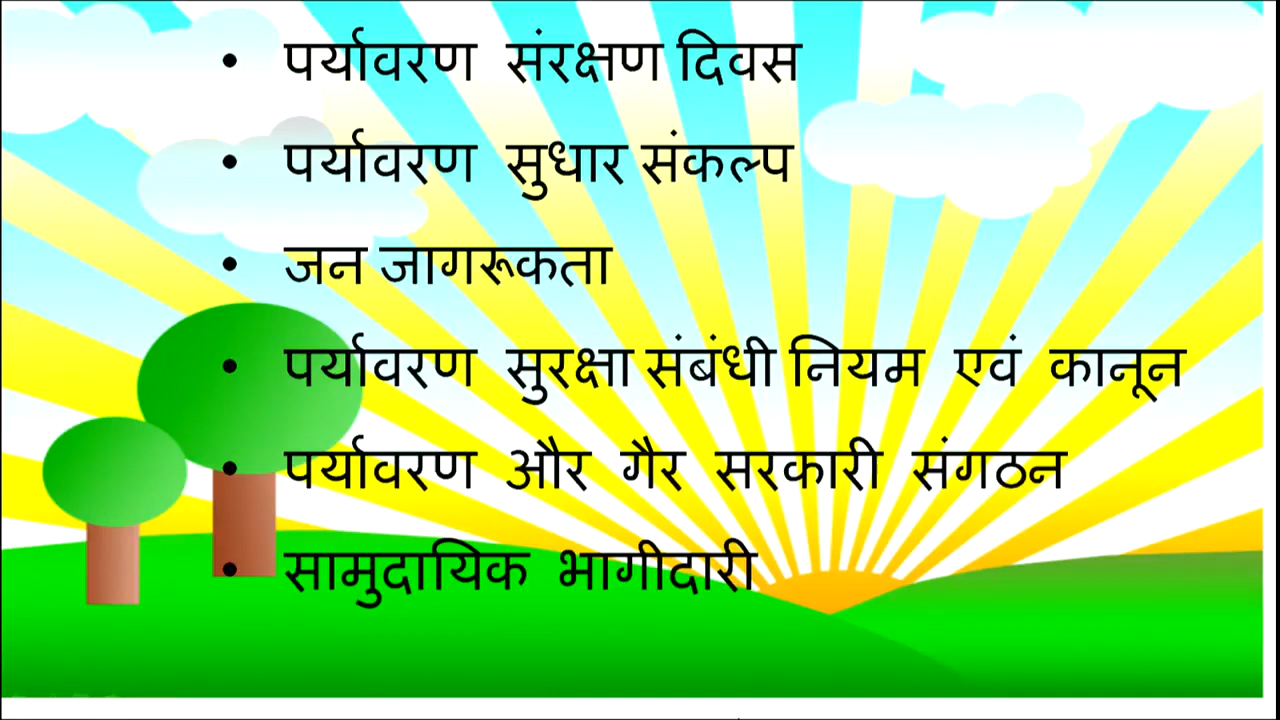 • पर्यावरण संरक्षण दिवस
• पर्यावरण सुधार संकल्प
• जन जागरूकता
• पर्यावरण सुरक्षा संबंधी नियम एवं कानून
• पर्यावरण और गैर सरकारी संगठन
• सामुदायिक भागीदारी